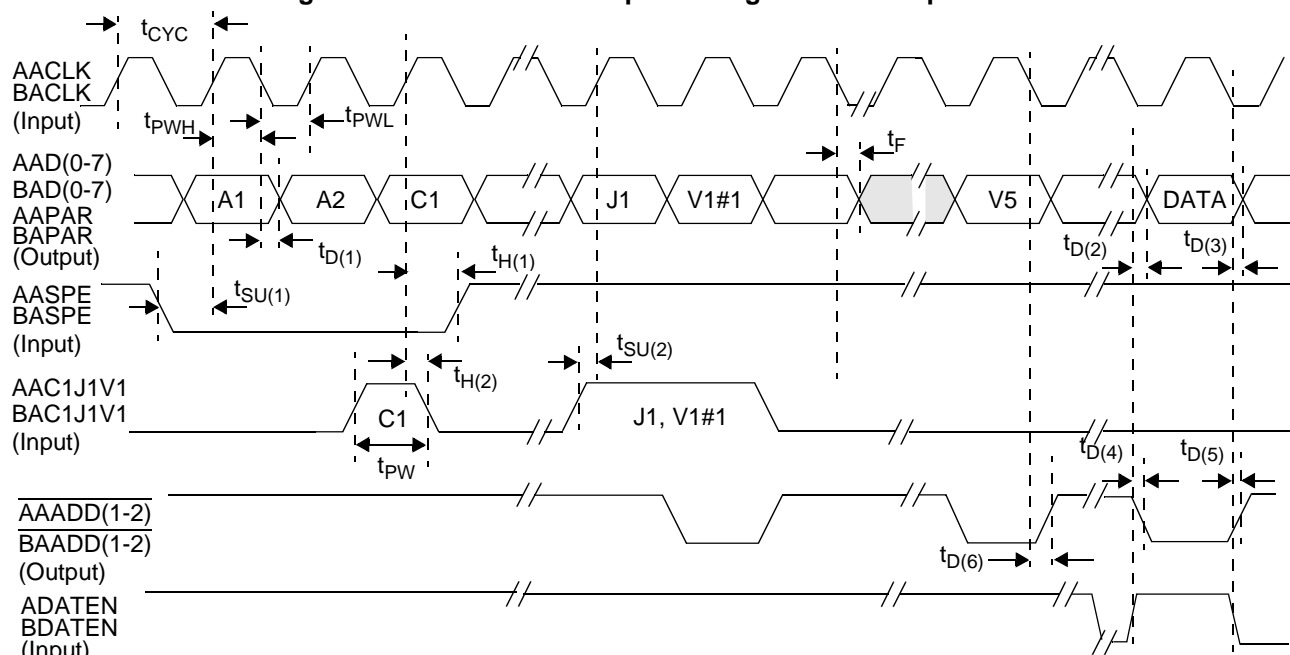 tCYC
AACLK
BACLK
(Input)
tPWH
tPWL
tF
AAD(0-7)
BAD(0-7)
AAPAR
BAPAR
(Output)
A1
A2
C1
J1
V1#1
V5
DATA
tD(1)
tH(1)
tD(2)
tD(3)
AASPE
BASPE
(Input)
tSU(1)
tSU(2)
tH(2)
AAC1J1V1
BAC1J1V1
(Input)
C1
J1, V1#1
tPW
tD(4)
tD(5)
AAADD(1-2)
BAADD(1-2)
(Output)
tD(6)
ADATEN
BDATEN
(Input)